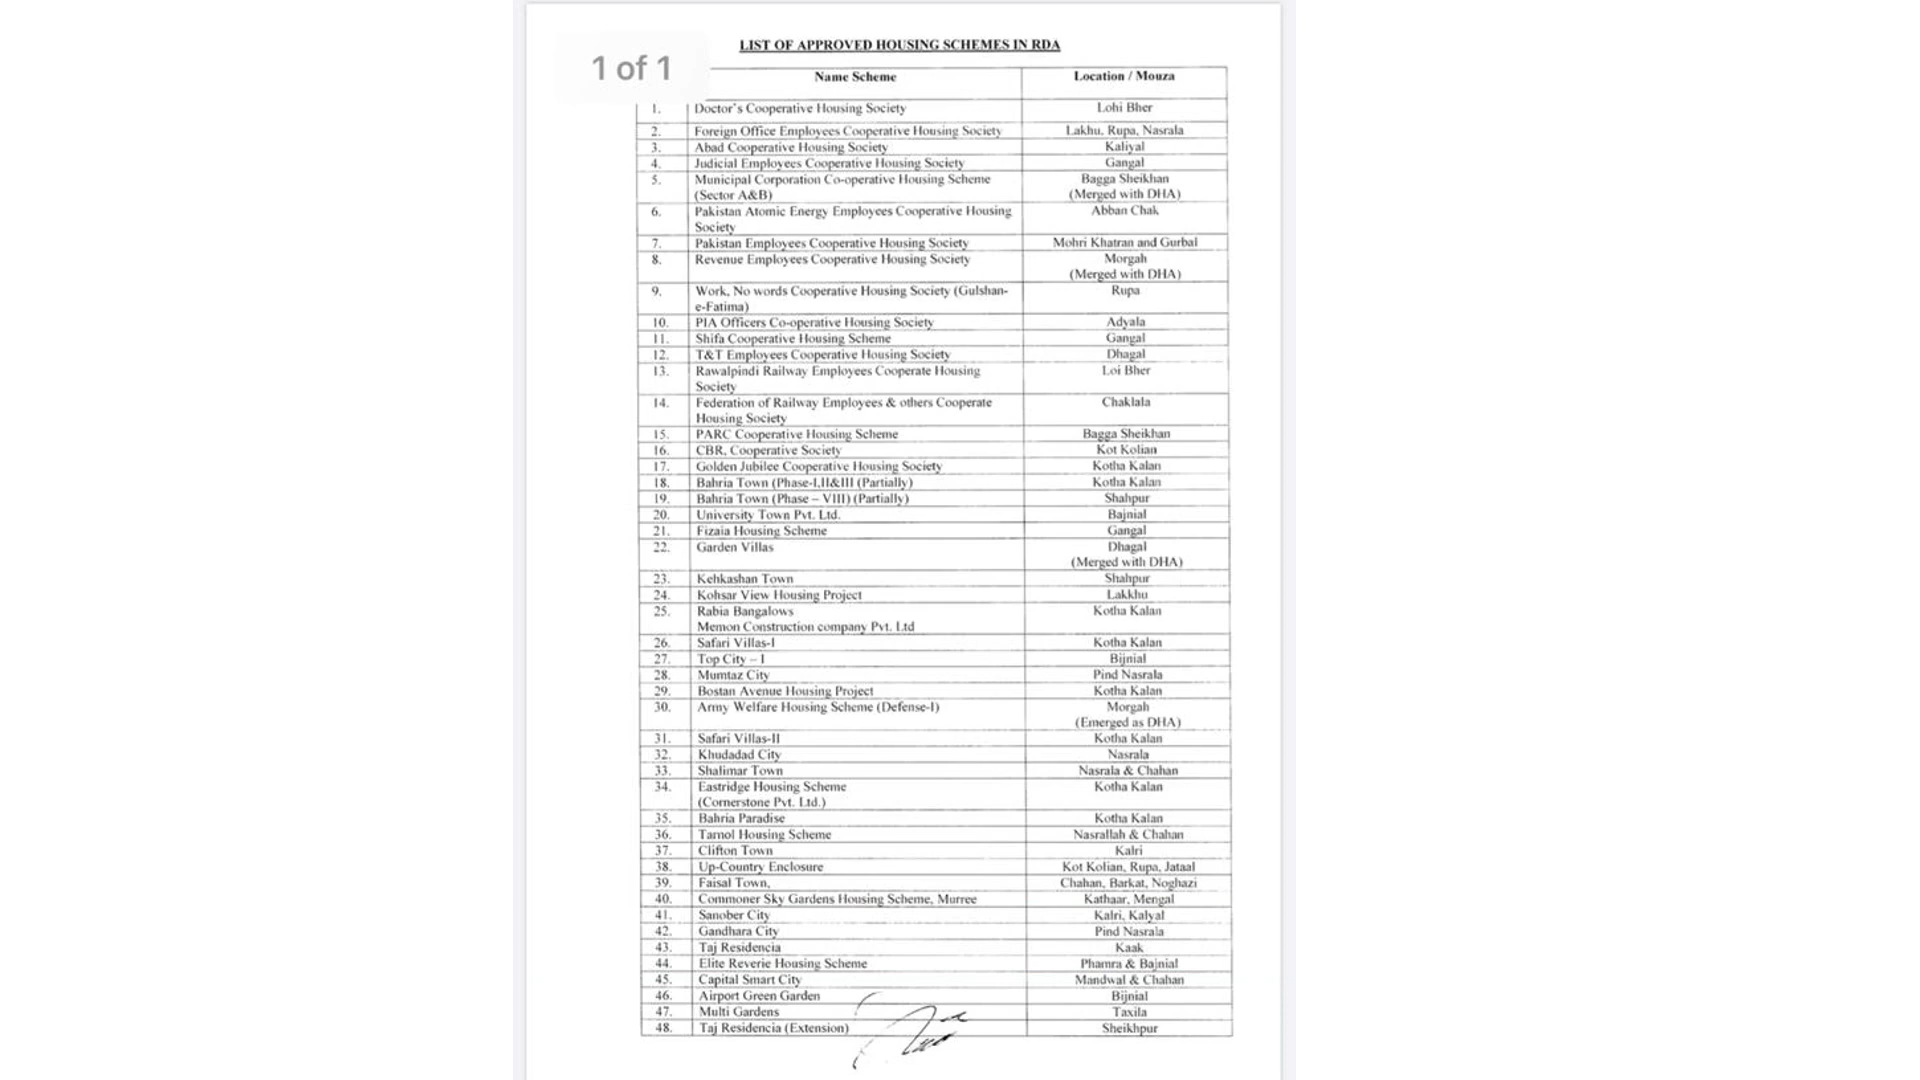 LIST OF APPROVED HOUSING SCHEMES IN RDA
1 of 1
Name Scheme Location / Mouza
1. Doctor's Cooperative Housing Society Lohi Bher
2. Foreign Office Employees Cooperative Housing Society Lakhu, Rupa, Nasrala
3. Abad Cooperative Housing Society Kaliyal
4. Judicial Employees Cooperative Housing Society Gangal
5. Municipal Corporation Co-operative Housing Scheme Bagga Sheikhan
(Sector A&B) (Merged with DHA)
6. Pakistan Atomic Energy Employees Cooperative Housing Abban Chak
Society
7. Pakistan Employees Cooperative Housing Society Mohri Khatran and Gurbal
8. Revenue Employees Cooperative Housing Society Morgah
(Merged with DHA)
9. Work, No words Cooperative Housing Society (Gulshan- Rupa
e-Fatima)
10. PIA Officers Co-operative Housing Society Adyala
11. Shifa Cooperative Housing Scheme Gangal
12. T&T Employees Cooperative Housing Society Dhagal
13. Rawalpindi Railway Employees Cooperate Housing Loi Bher
Society
14. Federation of Railway Employees & others Cooperate Chaklala
Housing Society
15. PARC Cooperative Housing Scheme Bagga Sheikhan
16. CBR, Cooperative Society Kot Kolian
17. Golden Jubilee Cooperative Housing Society Kotha Kalan
18. Bahria Town (Phase-I,II&III (Partially) Kotha Kalan
19. Bahria Town (Phase – VIII) (Partially) Shahpur
20. University Town Pvt. Ltd. Bajnial
21. Fizaia Housing Scheme Gangal
22. Garden Villas Dhagal
(Merged with DHA)
23. Kehkashan Town Shahpur
24. Kohsar View Housing Project Lakkhu
25. Rabia Bangalows Kotha Kalan
Memon Construction company Pvt. Ltd
26. Safari Villas-I Kotha Kalan
27. Top City – I Bijnial
28. Mumtaz City Pind Nasrala
29. Bostan Avenue Housing Project Kotha Kalan
30. Army Welfare Housing Scheme (Defense-I) Morgah
(Emerged as DHA)
31. Safari Villas-II Kotha Kalan
32. Khudadad City Nasrala
33. Shalimar Town Nasrala & Chahan
34. Eastridge Housing Scheme Kotha Kalan
(Cornerstone Pvt. Ltd.)
35. Bahria Paradise Kotha Kalan
36. Tamol Housing Scheme Nasrallah & Chahan
37. Clifton Town Kalri
38. Up-Country Enclosure Kot Kolian, Rupa, Jataal
39. Faisal Town, Chahan, Barkat, Noghazi
40. Commoner Sky Gardens Housing Scheme, Murree Kathaar, Mengal
41. Sanober City Kalri, Kalyal
42. Gandhara City Pind Nasrala
43. Taj Residencia Kaak
44. Elite Reverie Housing Scheme Phamra & Bajnial
45. Capital Smart City Mandwal & Chahan
46. Airport Green Garden Bijnial
47. Multi Gardens Taxila
48. Taj Residencia (Extension) Sheikhpur